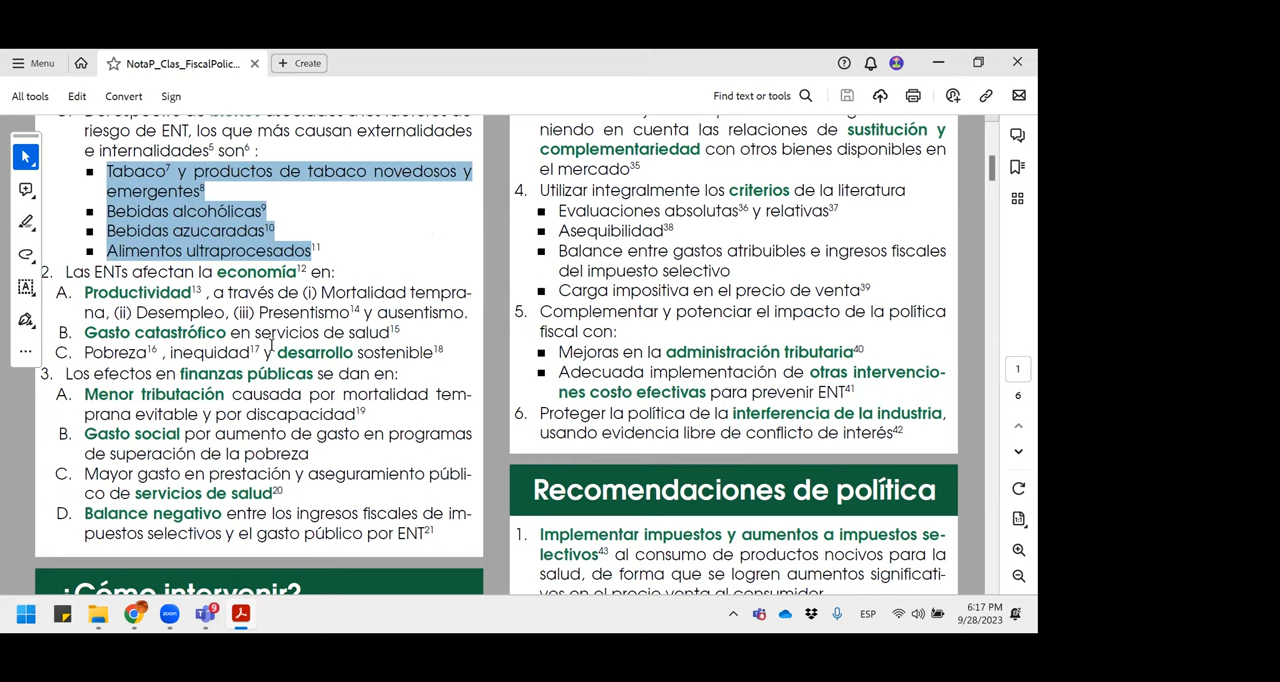 Menu
NotaP_Clas_FiscalPolic...
Create
All tools Edit Convert Sign
Find text or tools
riesgo de ENT, los que más causan externalidades
e internalidades⁵ son⁶ :
■ Tabaco⁷ y productos de tabaco novedosos y
emergentes⁸
■ Bebidas alcohólicas⁹
■ Bebidas azucaradas¹⁰
■ Alimentos ultraprocesados¹¹
2. Las ENTs afectan la economía¹² en:
A. Productividad¹³ , a través de (i) Mortalidad tempra-
na, (ii) Desempleo, (iii) Presentismo¹⁴ y ausentismo.
B. Gasto catastrófico en servicios de salud¹⁵
C. Pobreza¹⁶ , inequidad¹⁷ y desarrollo sostenible¹⁸
3. Los efectos en finanzas públicas se dan en:
A. Menor tributación causada por mortalidad tem-
prana evitable y por discapacidad¹⁹
B. Gasto social por aumento de gasto en programas
de superación de la pobreza
C. Mayor gasto en prestación y aseguramiento públi-
co de servicios de salud²⁰
D. Balance negativo entre los ingresos fiscales de im-
puestos selectivos y el gasto público por ENT²¹
¿Cómo intervenir?
niendo en cuenta las relaciones de sustitución y
complementariedad con otros bienes disponibles en
el mercado³⁵
4. Utilizar integralmente los criterios de la literatura
■ Evaluaciones absolutas³⁶ y relativas³⁷
■ Asequibilidad³⁸
■ Balance entre gastos atribuibles e ingresos fiscales
del impuesto selectivo
■ Carga impositiva en el precio de venta³⁹
5. Complementar y potenciar el impacto de la política
fiscal con:
■ Mejoras en la administración tributaria⁴⁰
■ Adecuada implementación de otras intervencio-
nes costo efectivas para prevenir ENT⁴¹
6. Proteger la política de la interferencia de la industria,
usando evidencia libre de conflicto de interés⁴²
Recomendaciones de política
1. Implementar impuestos y aumentos a impuestos se-
lectivos⁴³ al consumo de productos nocivos para la
salud, de forma que se logren aumentos significati-
vos en el precio venta al consumidor
1
6
9
ESP
6:17 PM
9/28/2023